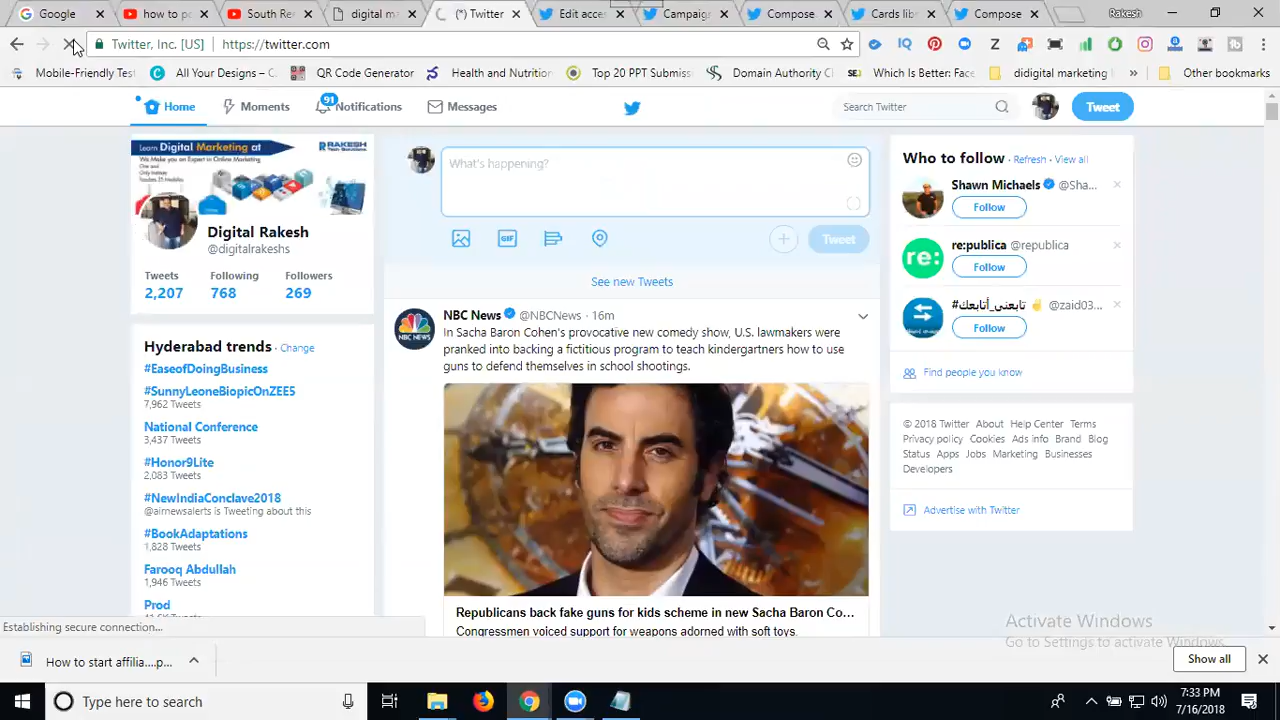 Google
how to p
South Re
digital m
(*) Twitter
Edit acces
Campaig
Compose
Cards lib
Compose
Rakesh
Twitter, Inc. [US]
https://twitter.com
Mobile-Friendly Test
All Your Designs –
QR Code Generator
Health and Nutrition
Top 20 PPT Submiss
Domain Authority C
Which Is Better: Face
didigital marketing
Other bookmarks
Home
Moments
91
Notifications
Messages
Search Twitter
Tweet
Learn Digital Marketing at
RAKESH
We Make you an Expert in Online Marketing
Digital Rakesh
@digitalrakeshs
Tweets
Following
Followers
2,207
768
269
Hyderabad trends · Change
#EaseofDoingBusiness
#SunnyLeoneBiopicOnZEE5
7,962 Tweets
National Conference
3,437 Tweets
#Honor9Lite
2,083 Tweets
#NewIndiaConclave2018
@airnewsalerts is Tweeting about this
#BookAdaptations
1,828 Tweets
Farooq Abdullah
1,946 Tweets
Prod
Establishing secure connection...
What's happening?
GIF
Tweet
See new Tweets
NBC News @NBCNews · 16m
In Sacha Baron Cohen's provocative new comedy show, U.S. lawmakers were
pranked into backing a fictitious program to teach kindergartners how to use
guns to defend themselves in school shootings.
NBC NEWS
Republicans back fake guns for kids scheme in new Sacha Baron Co...
Congressmen voiced support for weapons adorned with soft toys.
Who to follow · Refresh · View all
Shawn Michaels @Sha...
Follow
re:publica @republica
re:
Follow
#تابعني_أتابعك @zaid03...
Follow
Find people you know
© 2018 Twitter About Help Center Terms
Privacy policy Cookies Ads info Brand Blog
Status Apps Jobs Marketing Businesses
Developers
Advertise with Twitter
Activate Windows
Go to Settings to activate Windows.
How to start affilia....p...
Show all
Type here to search
7:33 PM
7/16/2018